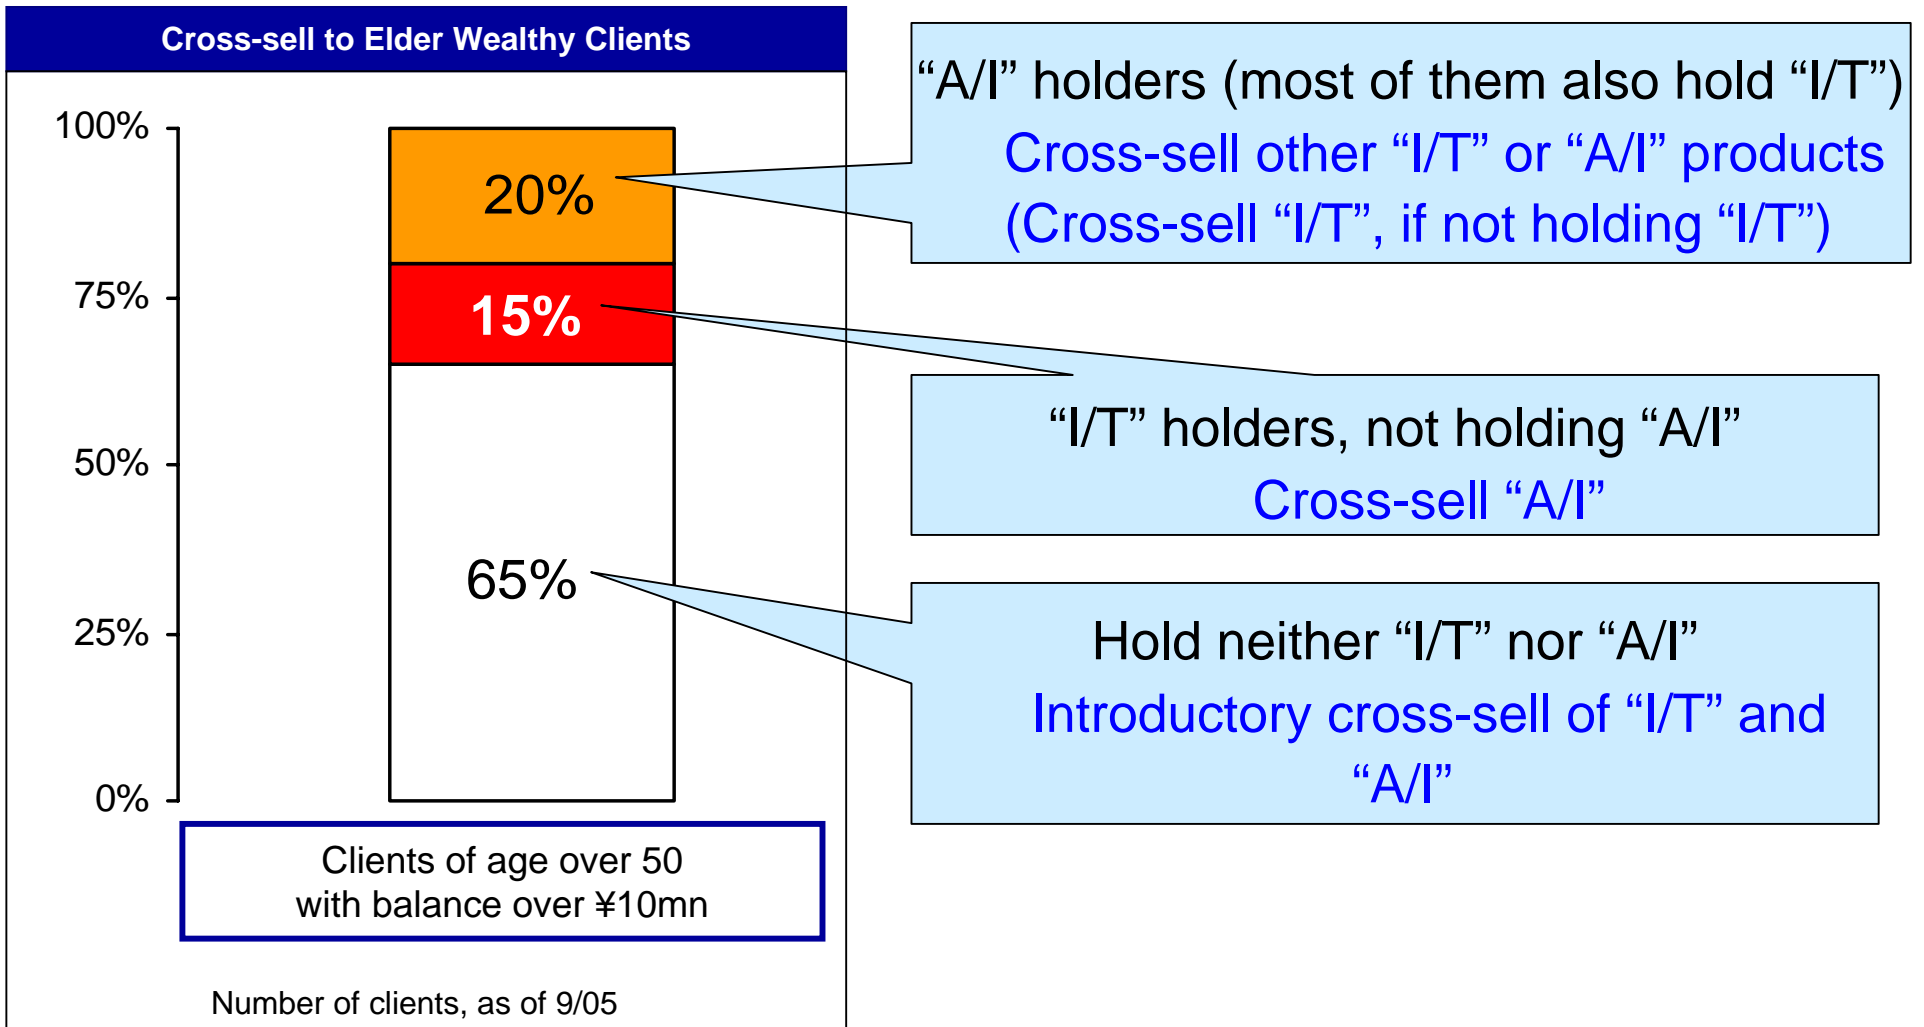 Cross-sell to Elder Wealthy Clients
100%
75%
50%
25%
0%
20%
15%
65%
Clients of age over 50
with balance over ¥10mn
Number of clients, as of 9/05
“A/I” holders (most of them also hold “I/T”)
Cross-sell other “I/T” or “A/I” products
(Cross-sell “I/T”, if not holding “I/T”)
“I/T” holders, not holding “A/I”
Cross-sell “A/I”
Hold neither “I/T” nor “A/I”
Introductory cross-sell of “I/T” and
“A/I”